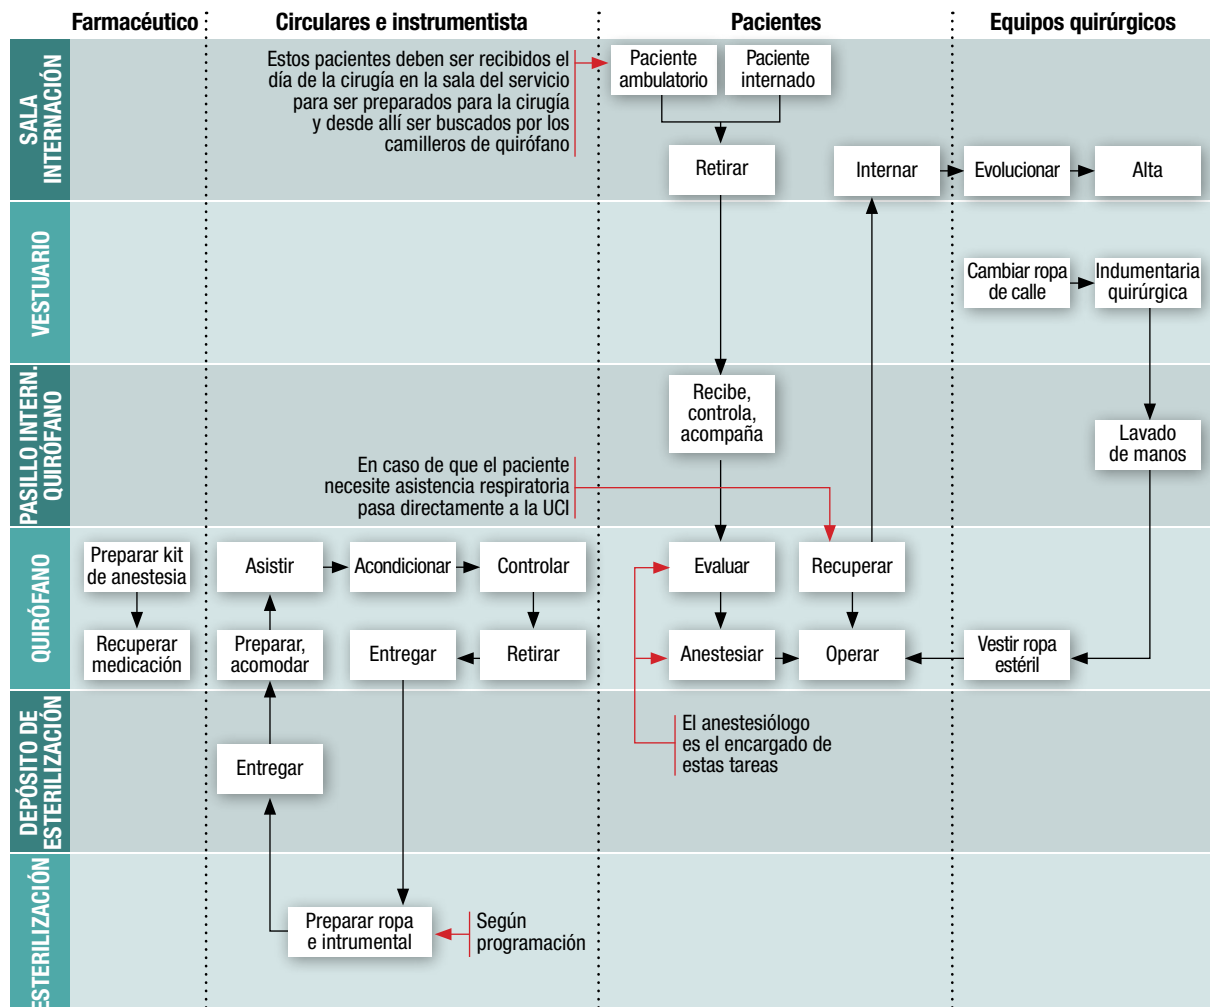 Farmacéutico
Circulares e instrumentista
Pacientes
Equipos quirúrgicos
SALA
INTERNACIÓN
Estos pacientes deben ser recibidos el
día de la cirugía en la sala del servicio
para ser preparados para la cirugía
y desde allí ser buscados por los
camilleros de quirófano
Paciente
ambulatorio
Paciente
internado
Retirar
Internar
Evolucionar
Alta
VESTUARIO
Cambiar ropa
de calle
Indumentaria
quirúrgica
PASILLO INTERN.
QUIRÓFANO
Recibe,
controla,
acompaña
Lavado
de manos
En caso de que el paciente
necesite asistencia respiratoria
pasa directamente a la UCI
QUIRÓFANO
Preparar kit
de anestesia
Asistir
Acondicionar
Controlar
Evaluar
Recuperar
Recuperar
medicación
Preparar,
acomodar
Entregar
Retirar
Anestesiar
Operar
Vestir ropa
estéril
DEPÓSITO DE
ESTERILIZACIÓN
Entregar
El anestesiólogo
es el encargado de
estas tareas
ESTERILIZACIÓN
Preparar ropa
e intrumental
Según
programación